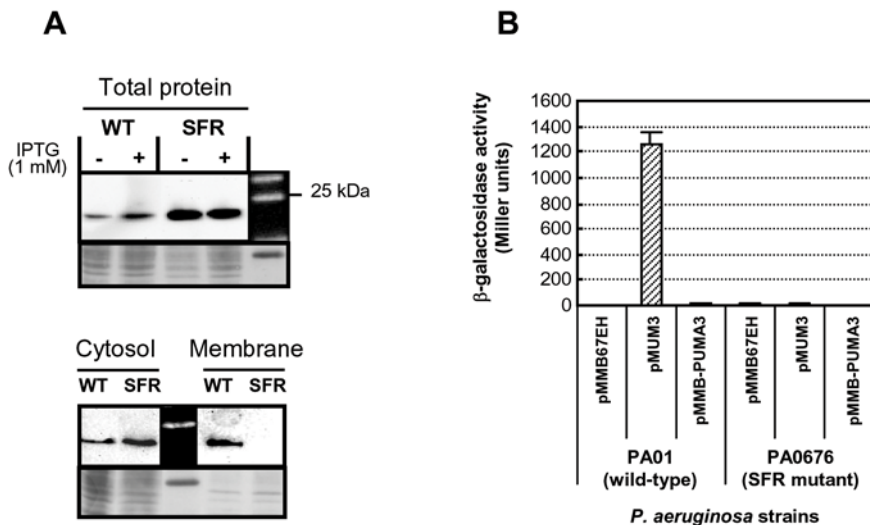 A
Total protein
WT SFR
IPTG
(1 mM)
- + - +
25 kDa
Cytosol Membrane
WT SFR WT SFR
B
β-galactosidase activity
(Miller units)
1600
1400
1200
1000
800
600
400
200
0
pMMB67EH
pMUM3
pMMB-PUMA3
pMMB67EH
pMUM3
pMMB-PUMA3
PA01
(wild-type)
PA0676
(SFR mutant)
P. aeruginosa strains